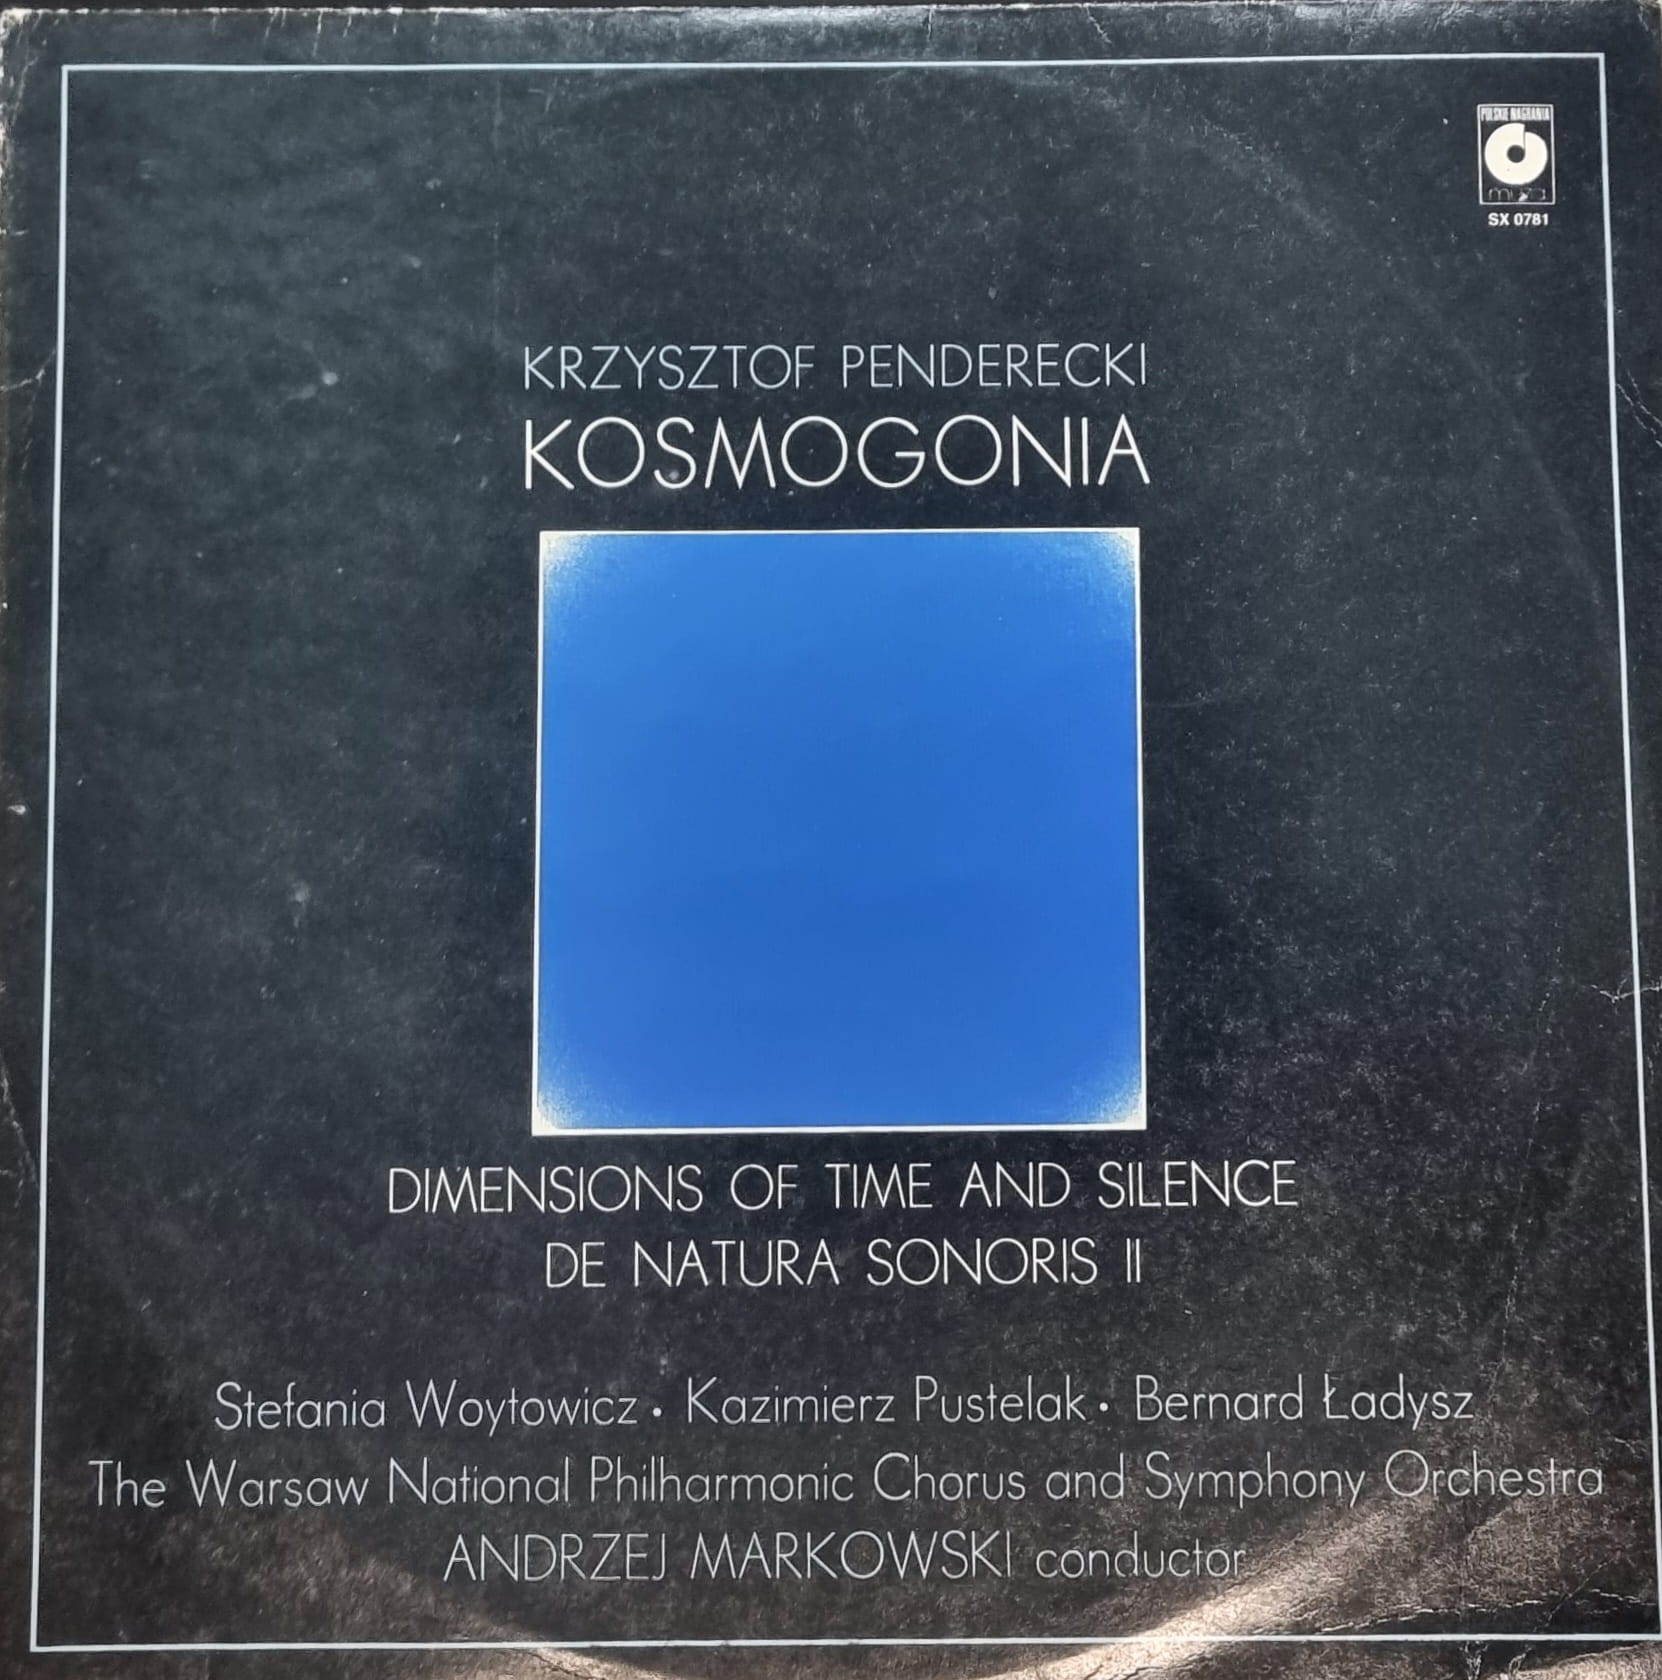 POLSKIE NAGRANIA
muza
SX 0781
KRZYSZTOF PENDERECKI
KOSMOGONIA
DIMENSIONS OF TIME AND SILENCE
DE NATURA SONORIS II
Stefania Woytowicz • Kazimierz Pustelak • Bernard Ładysz
The Warsaw National Philharmonic Chorus and Symphony Orchestra
ANDRZEJ MARKOWSKI conductor